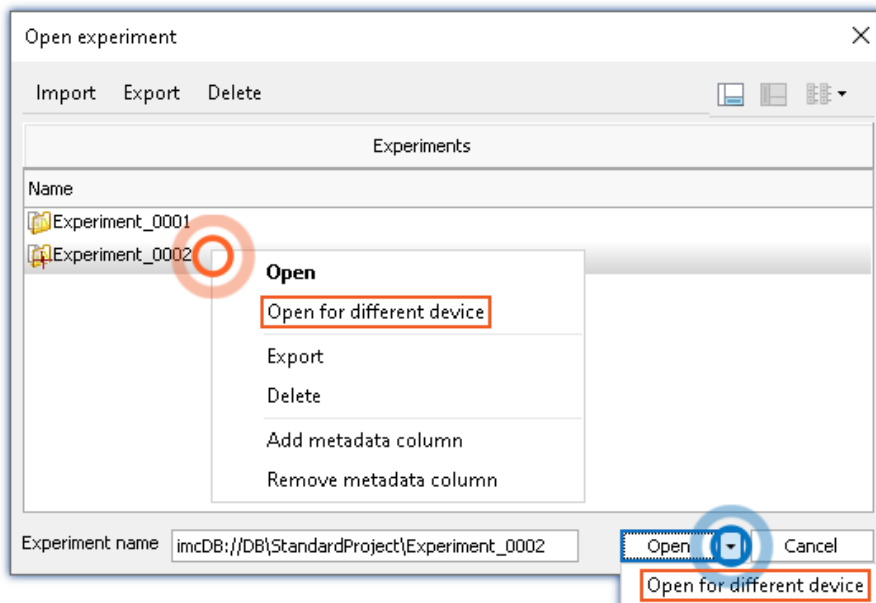 Open experiment
Import Export Delete
Experiments
Name
Experiment_0001
Experiment_0002
Open
Open for different device
Export
Delete
Add metadata column
Remove metadata column
Experiment name imcDB://DB\StandardProject\Experiment_0002 Open Cancel
Open for different device